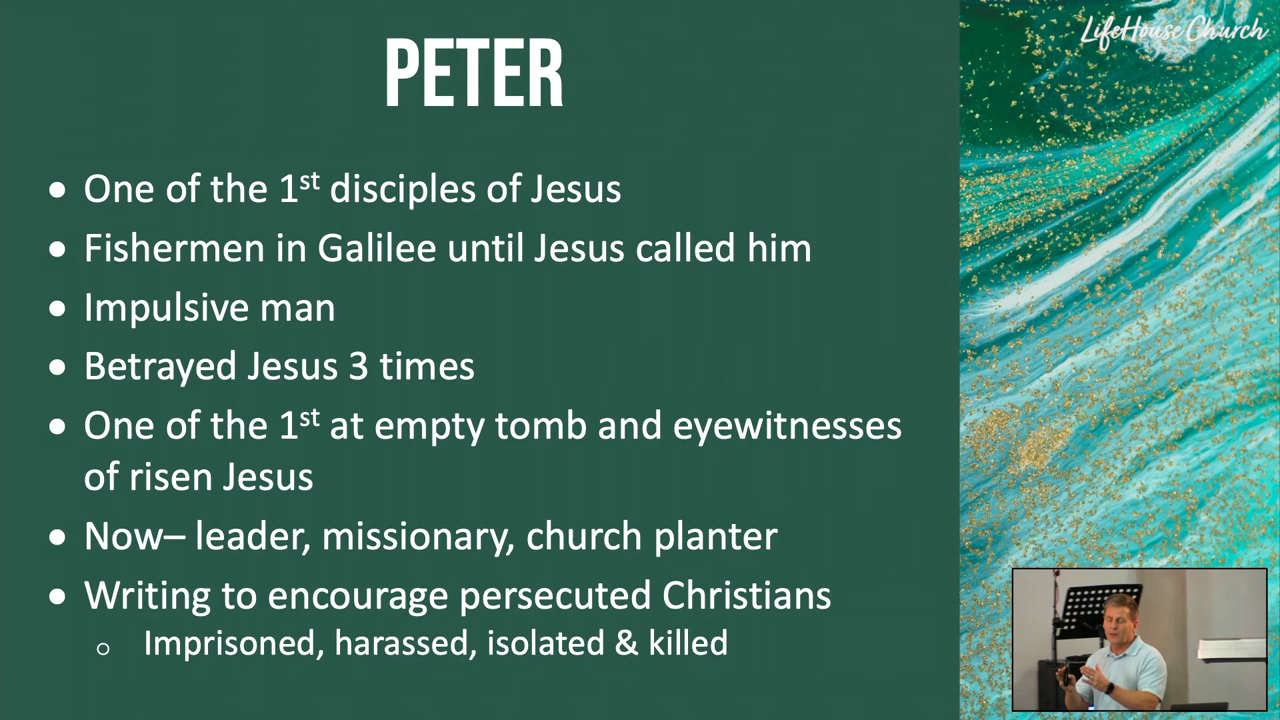 LifeHouse Church
PETER
• One of the 1st disciples of Jesus
• Fishermen in Galilee until Jesus called him
• Impulsive man
• Betrayed Jesus 3 times
• One of the 1st at empty tomb and eyewitnesses
of risen Jesus
• Now– leader, missionary, church planter
• Writing to encourage persecuted Christians
○ Imprisoned, harassed, isolated & killed